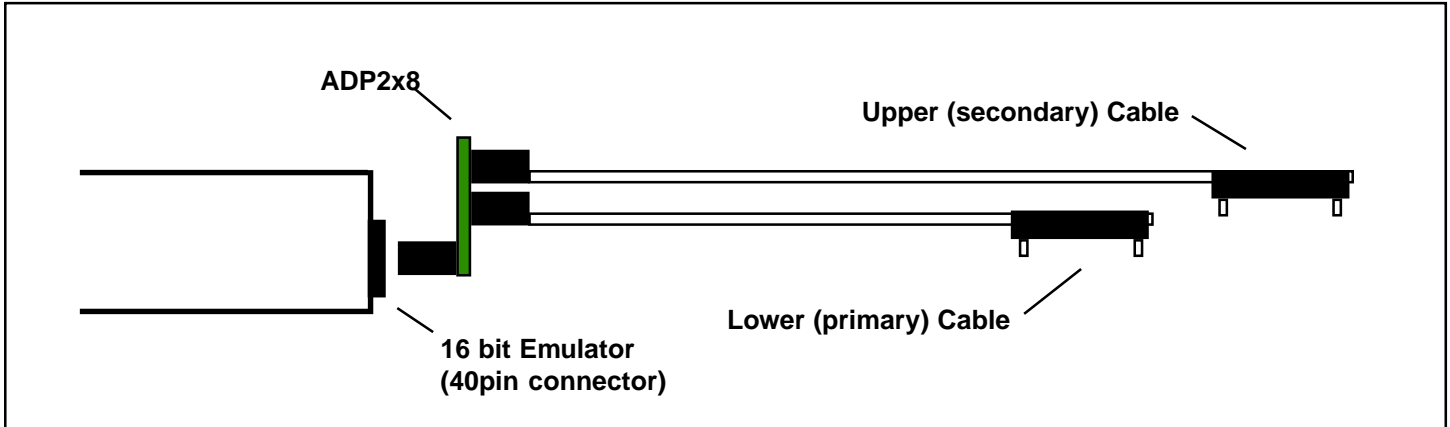 ADP2x8
Upper (secondary) Cable
Lower (primary) Cable
16 bit Emulator
(40pin connector)